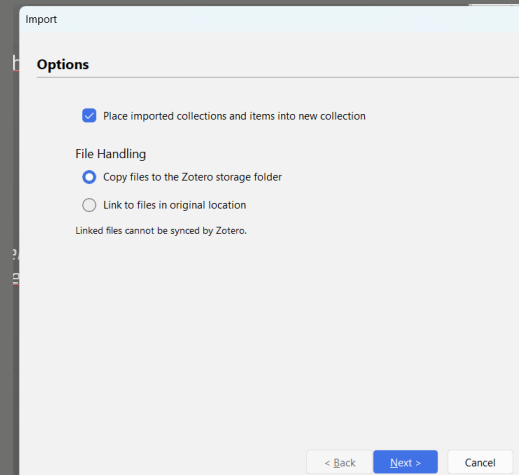 Import
Options
Place imported collections and items into new collection
File Handling
Copy files to the Zotero storage folder
Link to files in original location
Linked files cannot be synced by Zotero.
< Back
Next >
Cancel